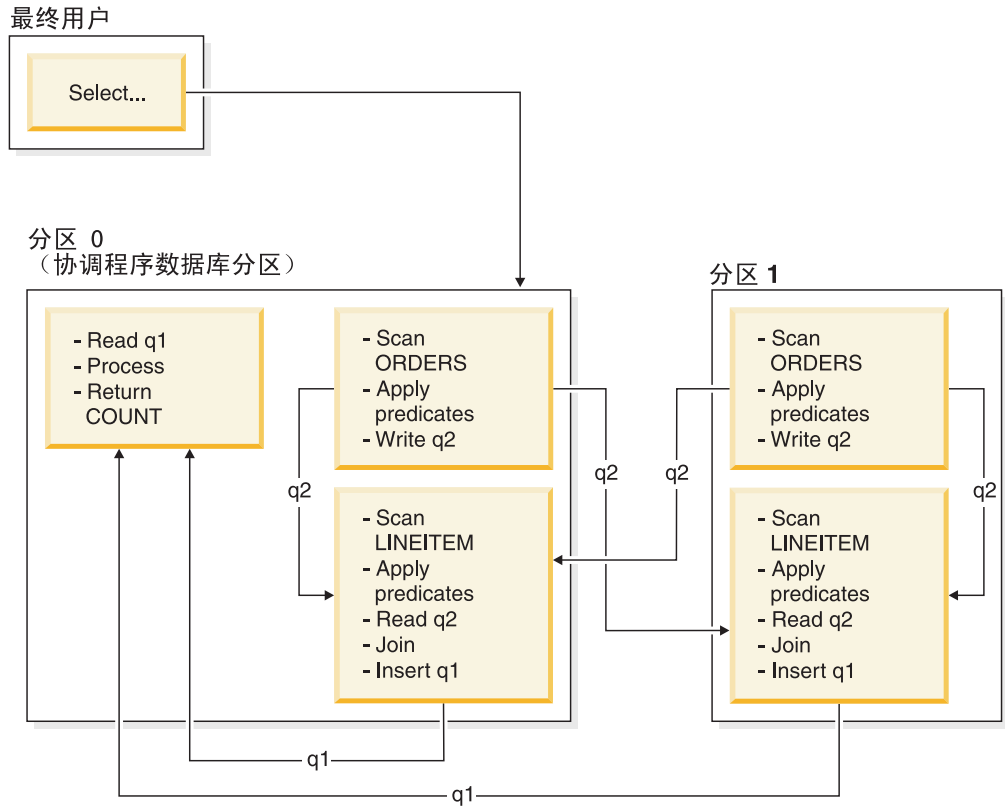 最终用户
Select...
分区 0
（协调程序数据库分区）
- Read q1
- Process
- Return
COUNT
- Scan
ORDERS
- Apply
predicates
- Write q2
q2
- Scan
LINEITEM
- Apply
predicates
- Read q2
- Join
- Insert q1
q2
q2
分区 1
- Scan
ORDERS
- Apply
predicates
- Write q2
q2
- Scan
LINEITEM
- Apply
predicates
- Read q2
- Join
- Insert q1
q1
q1